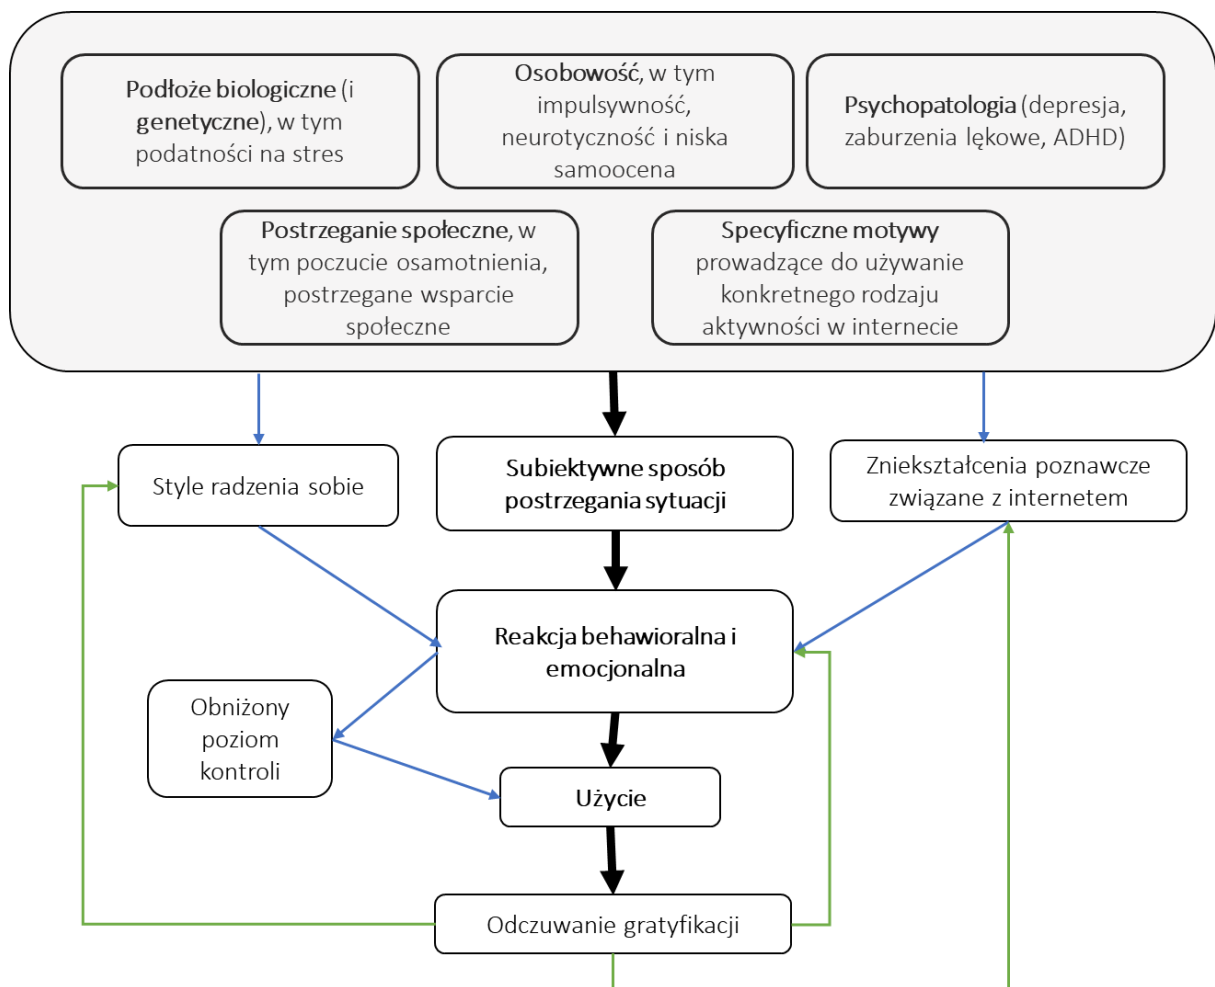 Podłoże biologiczne (i
genetyczne), w tym
podatności na stres
Osobowość, w tym
impulsywność,
neurotyczność i niska
samoocena
Psychopatologia (depresja,
zaburzenia lękowe, ADHD)
Postrzeganie społeczne, w
tym poczucie osamotnienia,
postrzegane wsparcie
społeczne
Specyficzne motywy
prowadzące do używanie
konkretnego rodzaju
aktywności w internecie
Style radzenia sobie
Subiektywne sposób
postrzegania sytuacji
Zniekształcenia poznawcze
związane z internetem
Reakcja behawioralna i
emocjonalna
Obniżony
poziom
kontroli
Użycie
Odczuwanie gratyfikacji